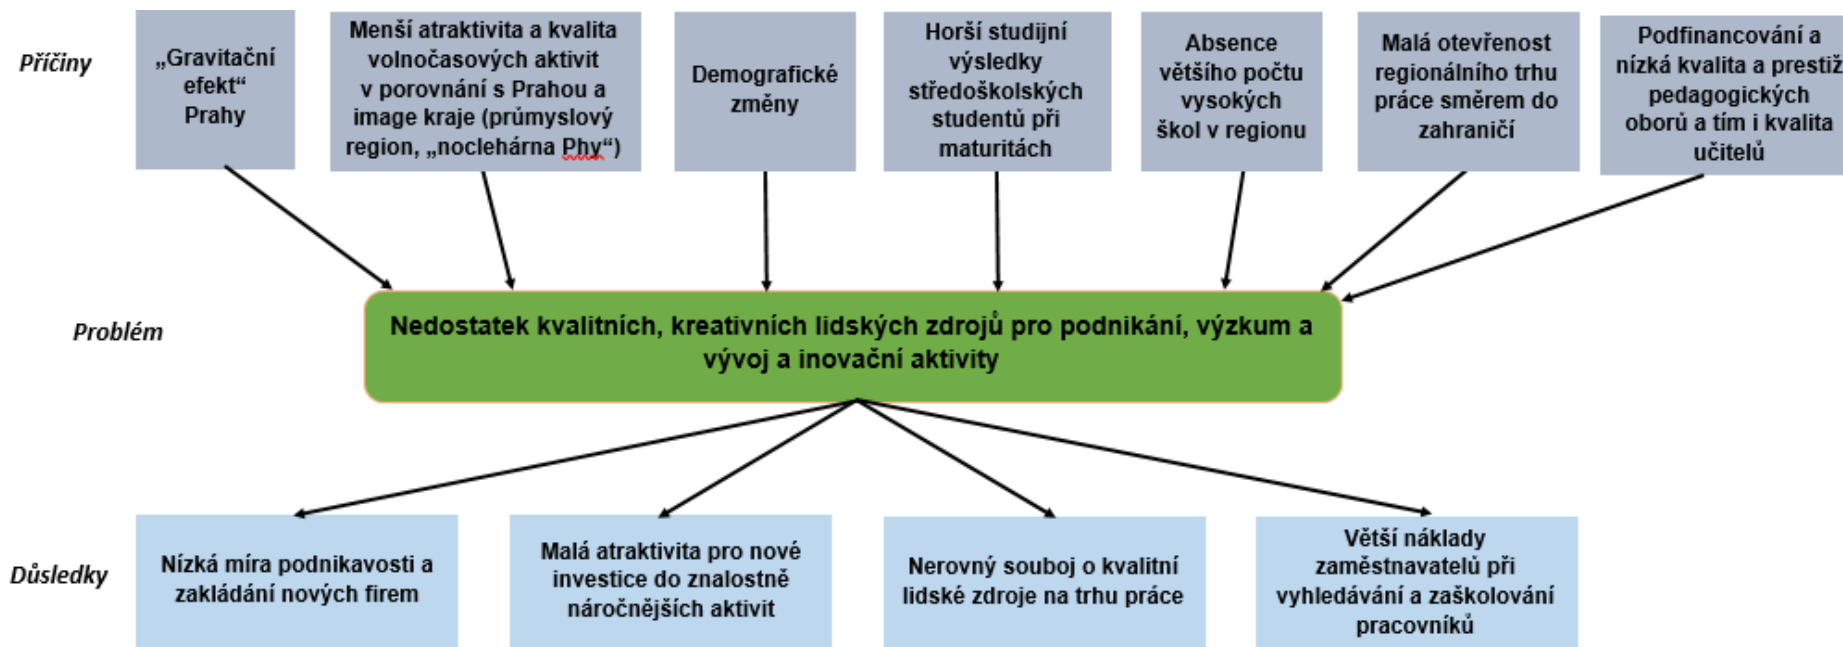 Příčiny
„Gravitační
efekt“
Prahy
Menší atraktivita a kvalita
volnočasových aktivit
v porovnání s Prahou a
image kraje (průmyslový
region, „noclehárna Phy“)
Demografické
změny
Horší studijní
výsledky
středoškolských
studentů při
maturitách
Absence
většího počtu
vysokých
škol v regionu
Malá otevřenost
regionálního trhu
práce směrem do
zahraničí
Podfinancování a
nízká kvalita a prestiž
pedagogických
oborů a tím i kvalita
učitelů
Problém
Nedostatek kvalitních, kreativních lidských zdrojů pro podnikání, výzkum a
vývoj a inovační aktivity
Důsledky
Nízká míra podnikavosti a
zakládání nových firem
Malá atraktivita pro nové
investice do znalostně
náročnějších aktivit
Nerovný souboj o kvalitní
lidské zdroje na trhu práce
Větší náklady
zaměstnavatelů při
vyhledávání a zaškolování
pracovníků